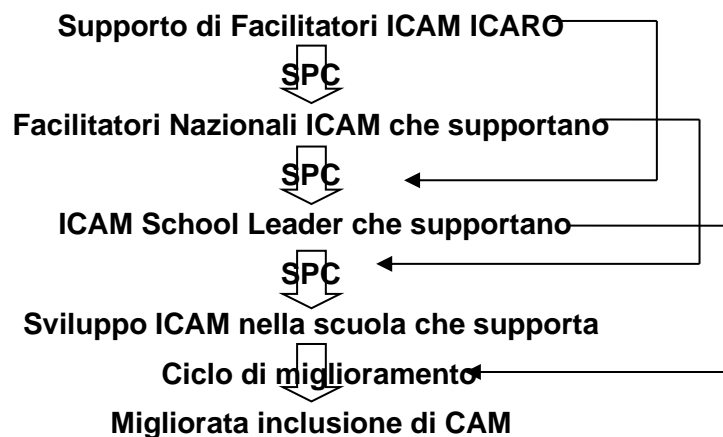 Supporto di Facilitatori ICAM ICARO
SPC
Facilitatori Nazionali ICAM che supportano
SPC
ICAM School Leader che supportano
SPC
Sviluppo ICAM nella scuola che supporta
Ciclo di miglioramento
Migliorata inclusione di CAM